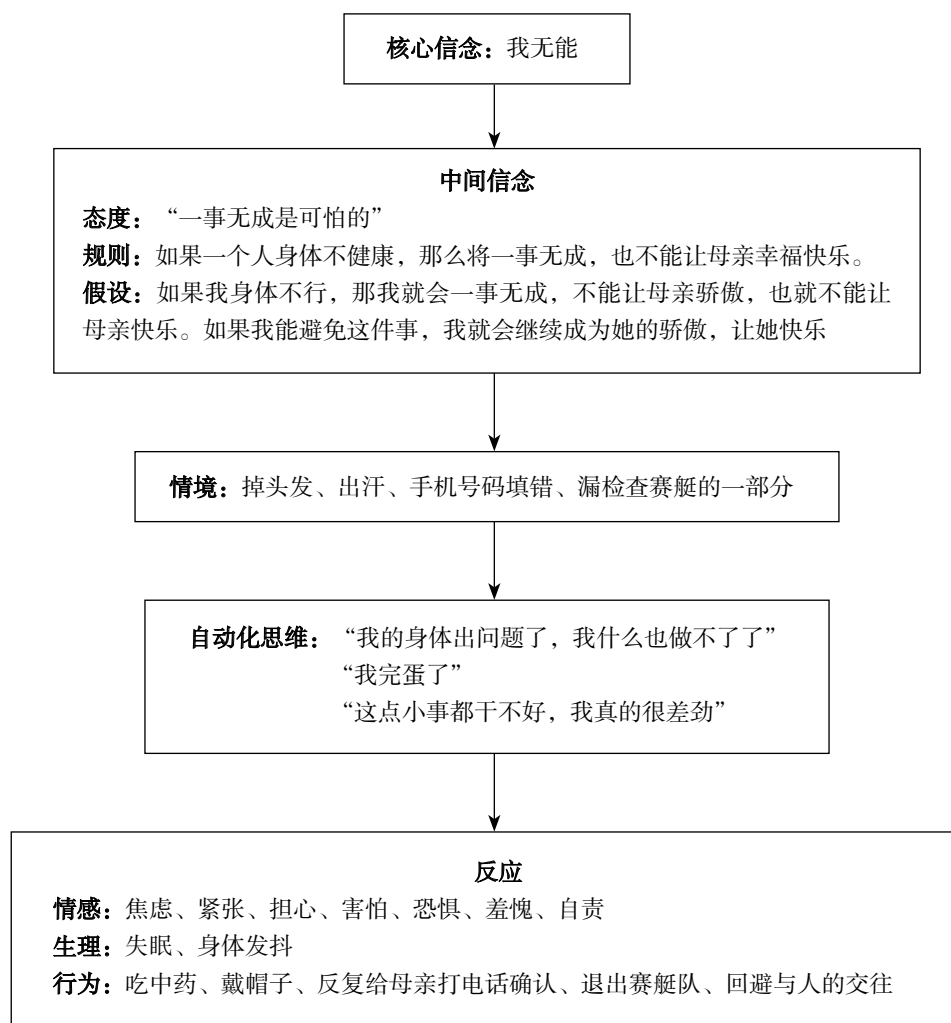 核心信念：我无能
中间信念
态度：“一事无成是可怕的”
规则：如果一个人身体不健康，那么将一事无成，也不能让母亲幸福快乐。
假设：如果我身体不行，那我就会一事无成，不能让母亲骄傲，也就不能让
母亲快乐。如果我能避免这件事，我就会继续成为她的骄傲，让她快乐
情境：掉头发、出汗、手机号码填错、漏检查赛艇的一部分
自动化思维：“我的身体出问题了，我什么也做不了了”
“我完蛋了”
“这点小事都干不好，我真的很差劲”
反应
情感：焦虑、紧张、担心、害怕、恐惧、羞愧、自责
生理：失眠、身体发抖
行为：吃中药、戴帽子、反复给母亲打电话确认、退出赛艇队、回避与人的交往